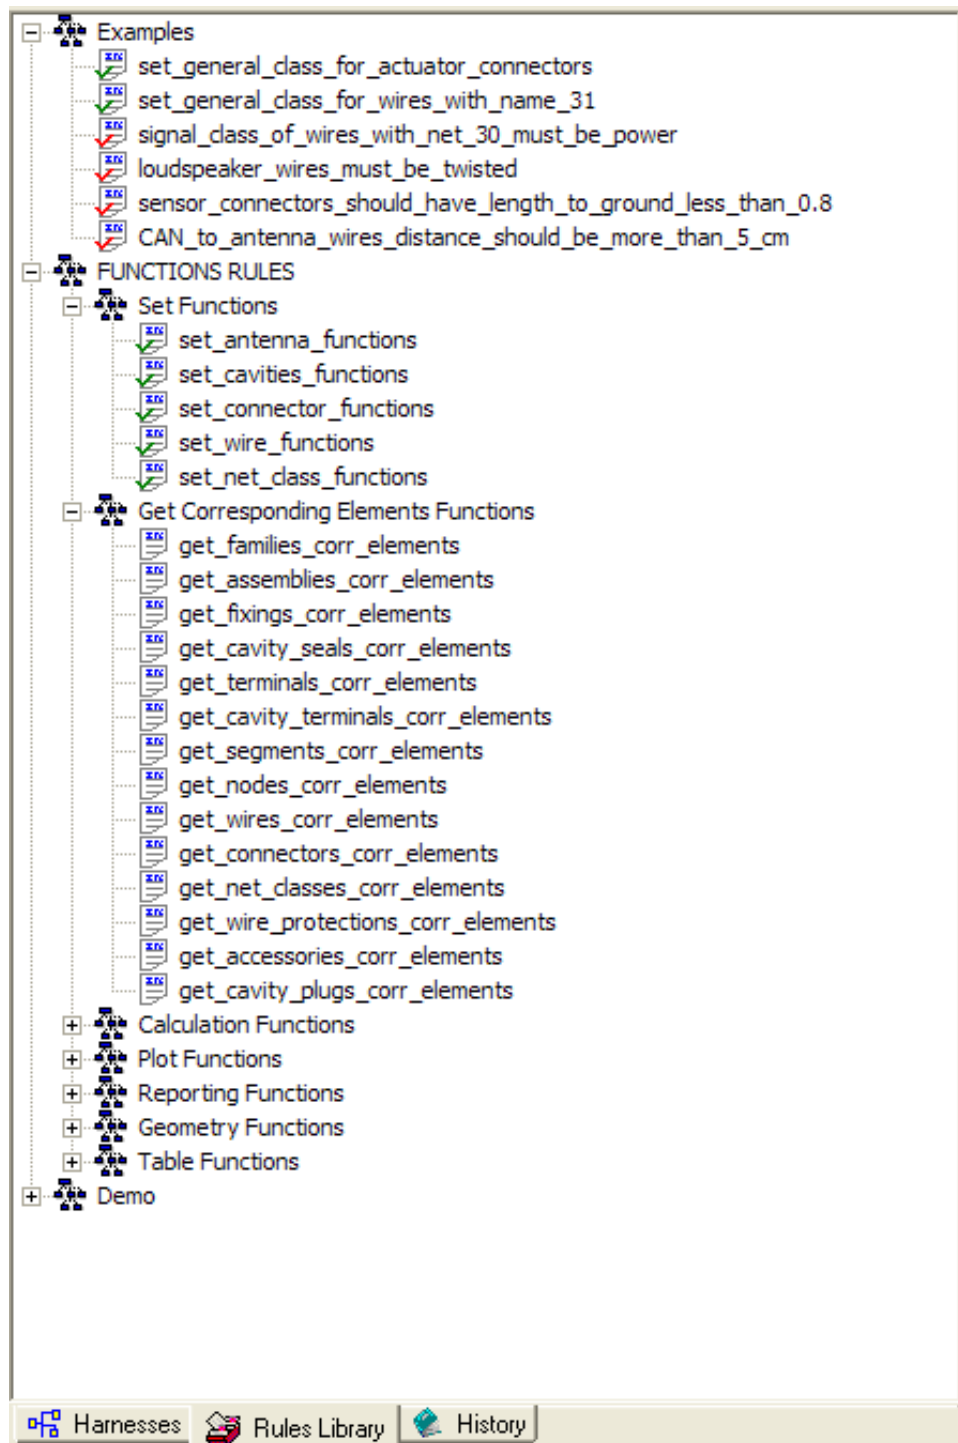 Examples
set_general_class_for_actuator_connectors
set_general_class_for_wires_with_name_31
signal_class_of_wires_with_net_30_must_be_power
loudspeaker_wires_must_be_twisted
sensor_connectors_should_have_length_to_ground_less_than_0.8
CAN_to_antenna_wires_distance_should_be_more_than_5_cm
FUNCTIONS RULES
Set Functions
set_antenna_functions
set_cavities_functions
set_connector_functions
set_wire_functions
set_net_class_functions
Get Corresponding Elements Functions
get_families_corr_elements
get_assemblies_corr_elements
get_fixings_corr_elements
get_cavity_seals_corr_elements
get_terminals_corr_elements
get_cavity_terminals_corr_elements
get_segments_corr_elements
get_nodes_corr_elements
get_wires_corr_elements
get_connectors_corr_elements
get_net_classes_corr_elements
get_wire_protections_corr_elements
get_accessories_corr_elements
get_cavity_plugs_corr_elements
Calculation Functions
Plot Functions
Reporting Functions
Geometry Functions
Table Functions
Demo
Harnesses Rules Library History